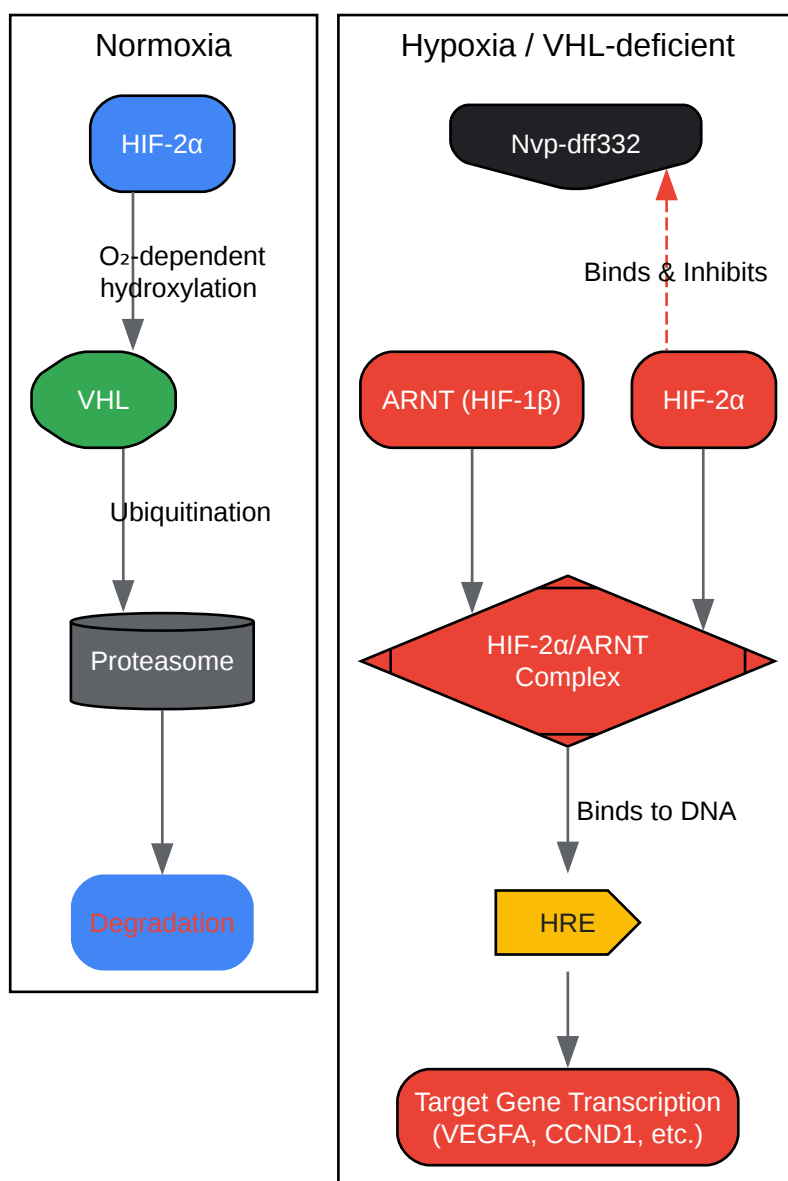 Normoxia
HIF-2α
O₂-dependent
hydroxylation
VHL
Ubiquitination
Proteasome
Degradation
Hypoxia / VHL-deficient
Nvp-dff332
Binds & Inhibits
ARNT (HIF-1β)
HIF-2α
HIF-2α/ARNT
Complex
Binds to DNA
HRE
Target Gene Transcription
(VEGFA, CCND1, etc.)